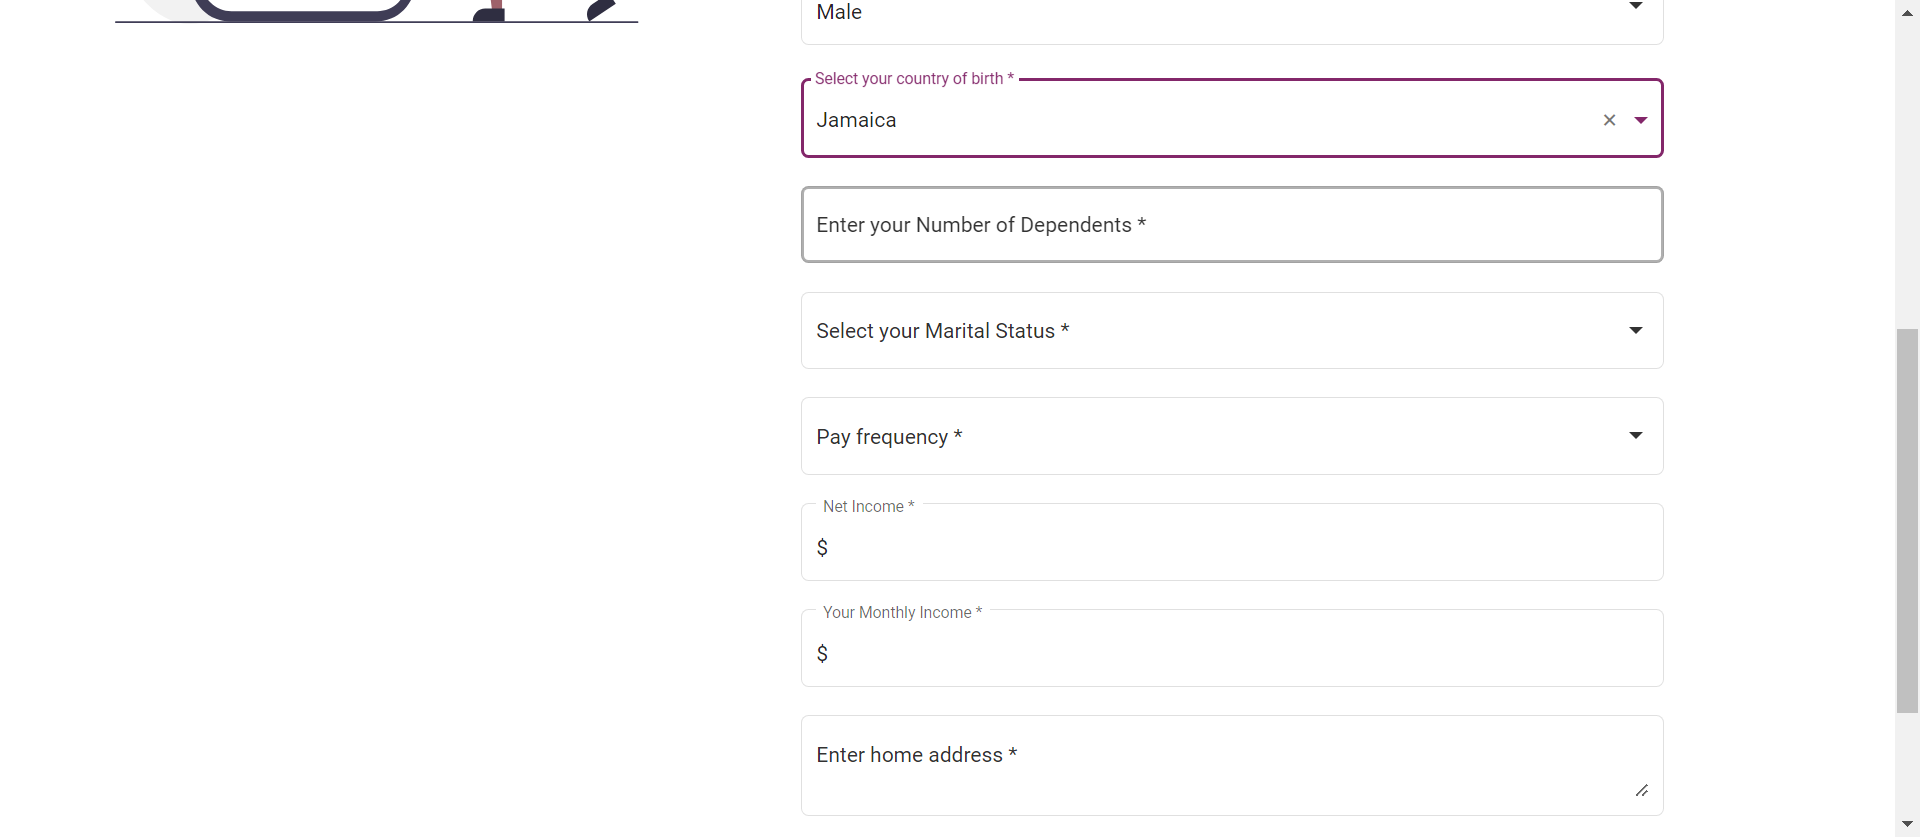 Male
Select your country of birth *
Jamaica
Enter your Number of Dependents *
Select your Marital Status *
Pay frequency *
Net Income *
$
Your Monthly Income *
$
Enter home address *